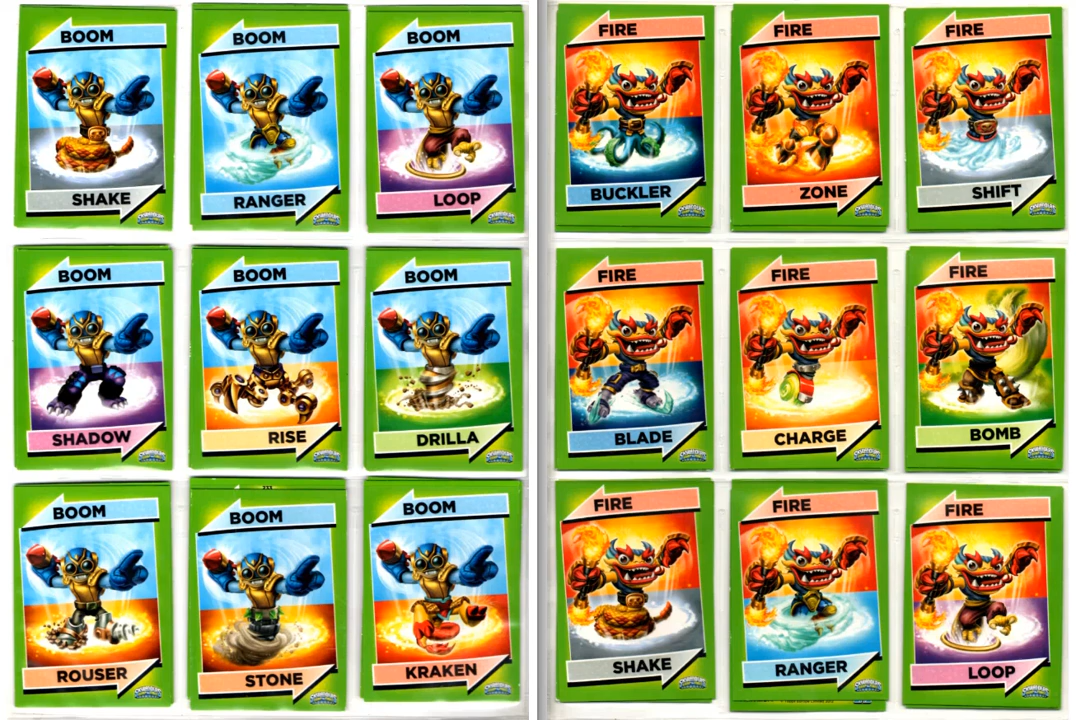 BOOM
SHAKE
BOOM
RANGER
BOOM
LOOP
BOOM
SHADOW
BOOM
RISE
BOOM
DRILLA
BOOM
ROUSER
BOOM
STONE
BOOM
KRAKEN
FIRE
BUCKLER
FIRE
ZONE
FIRE
SHIFT
FIRE
BLADE
FIRE
CHARGE
FIRE
BOMB
FIRE
SHAKE
FIRE
RANGER
FIRE
LOOP